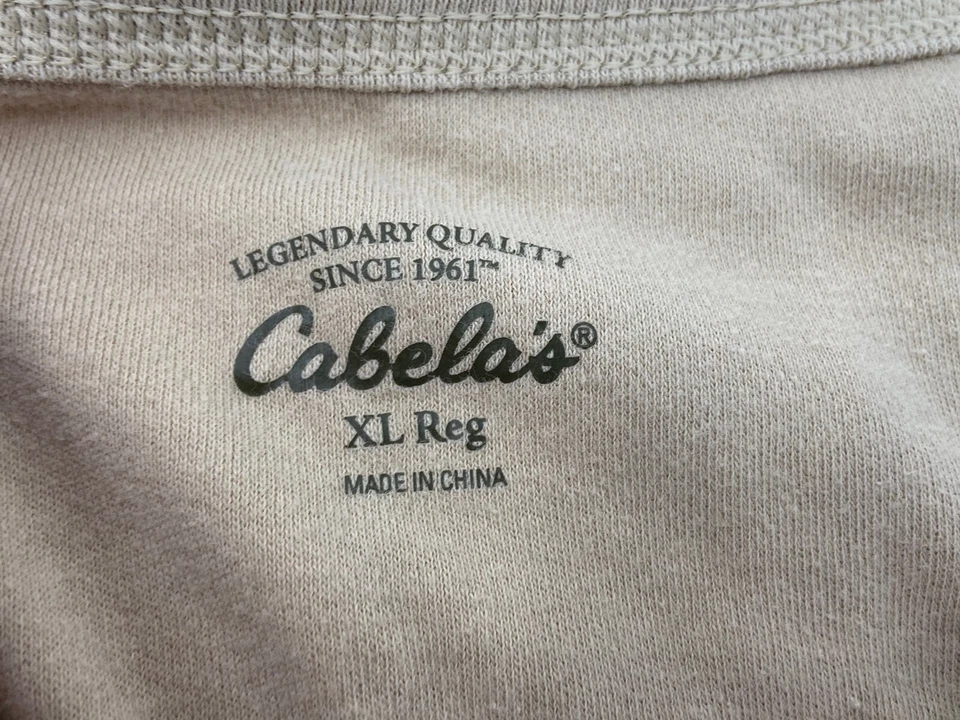 LEGENDARY QUALITY
SINCE 1961™
Cabela's®
XL Reg
MADE IN CHINA